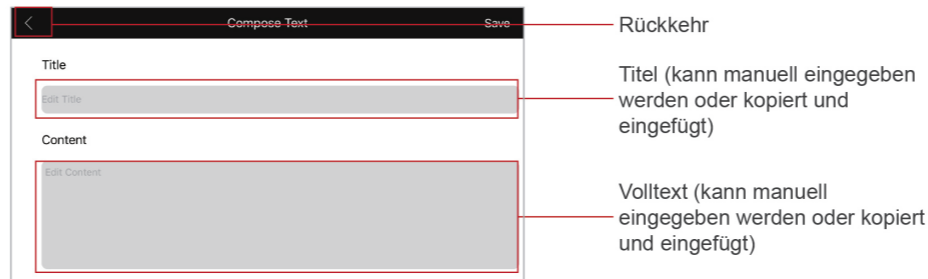 Compose Text
Save
Rückkehr
Title
Edit Title
Titel (kann manuell eingegeben
werden oder kopiert und
eingefügt)
Content
Edit Content
Volltext (kann manuell
eingegeben werden oder kopiert
und eingefügt)